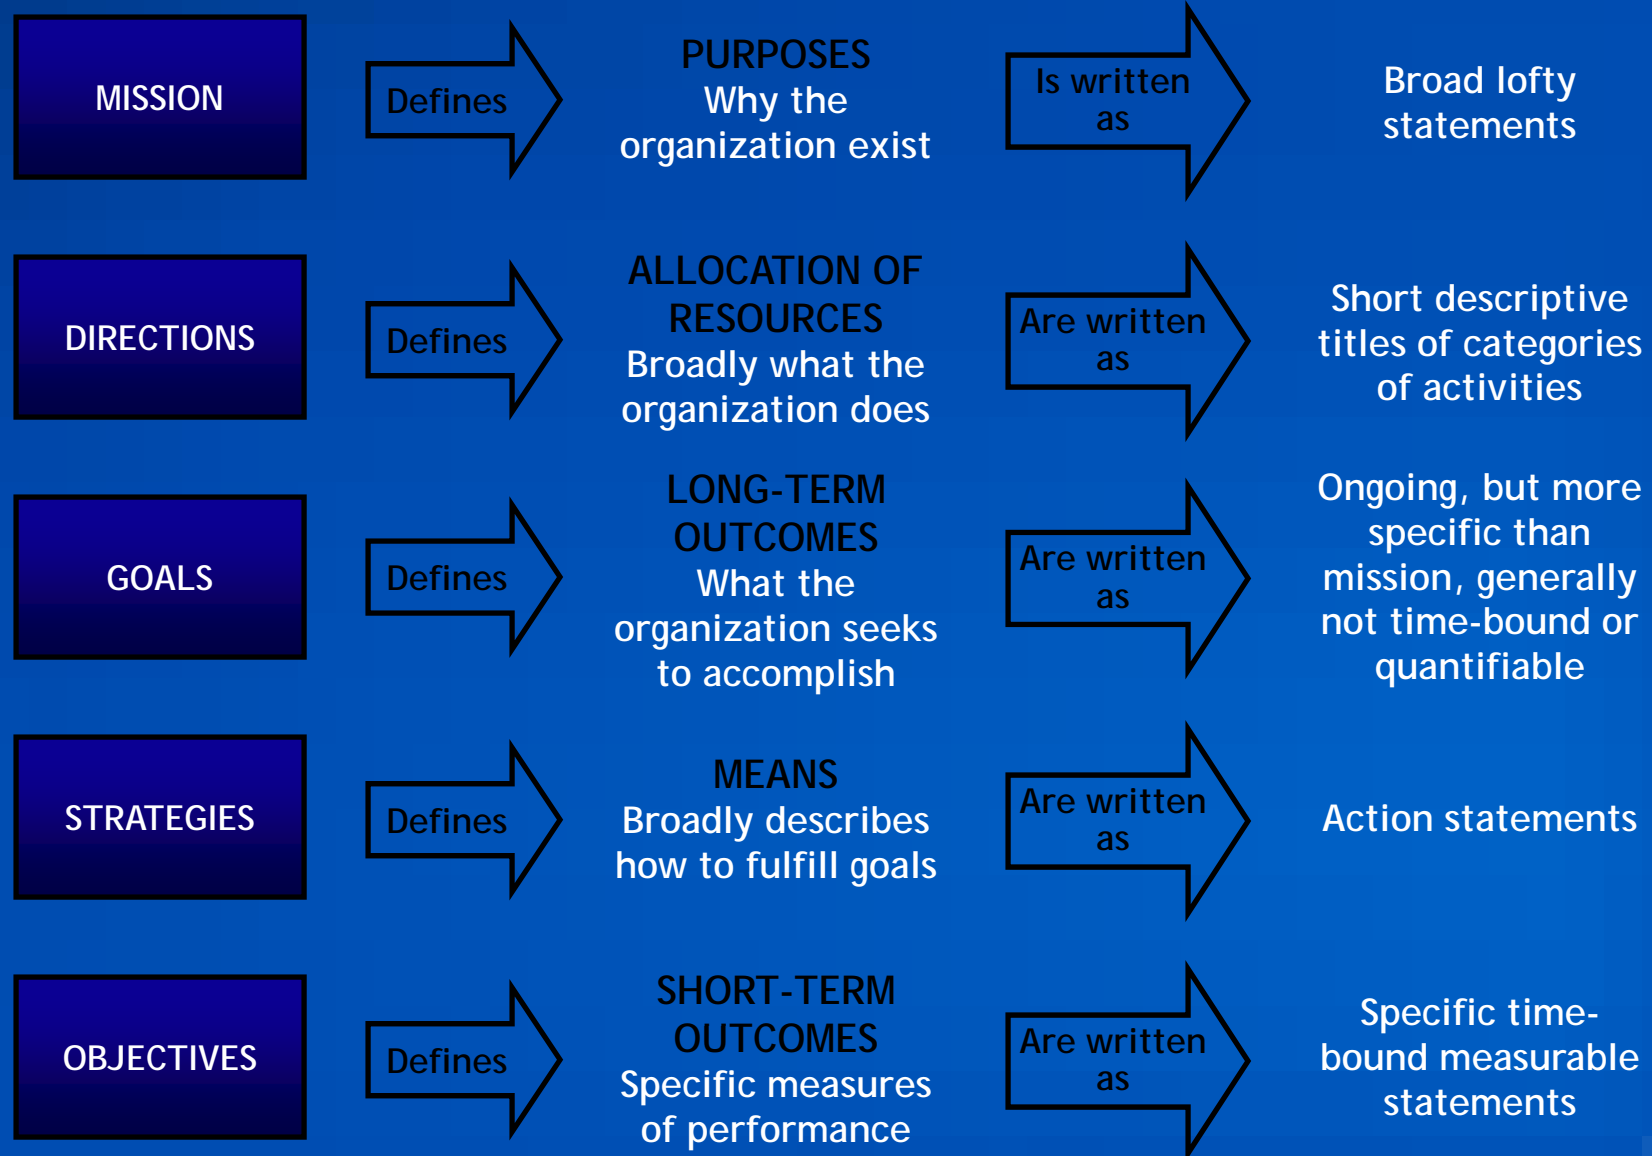 MISSION
Defines
PURPOSES
Why the
organization exist
Is written
as
Broad lofty
statements
DIRECTIONS
Defines
ALLOCATION OF
RESOURCES
Broadly what the
organization does
Are written
as
Short descriptive
titles of categories
of activities
GOALS
Defines
LONG-TERM
OUTCOMES
What the
organization seeks
to accomplish
Are written
as
Ongoing, but more
specific than
mission, generally
not time-bound or
quantifiable
STRATEGIES
Defines
MEANS
Broadly describes
how to fulfill goals
Are written
as
Action statements
OBJECTIVES
Defines
SHORT-TERM
OUTCOMES
Specific measures
of performance
Are written
as
Specific time-
bound measurable
statements